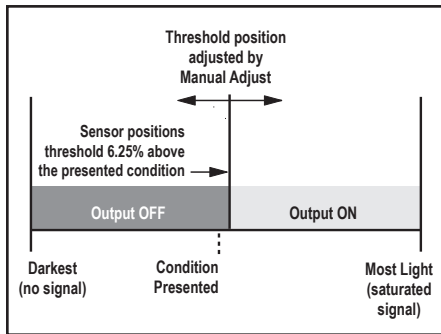 Threshold position
adjusted by
Manual Adjust
Sensor positions
threshold 6.25% above
the presented condition
Output OFF
Output ON
Darkest
(no signal)
Condition
Presented
Most Light
(saturated
signal)